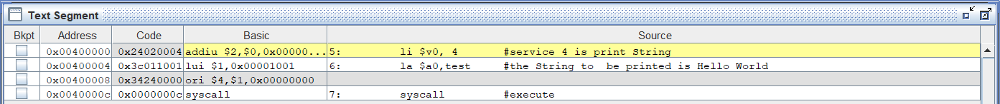 Text Segment
Bkpt Address Code Basic Source
0x00400000 0x24020004 addiu $2,$0,0x00000... 5: li $v0, 4 #service 4 is print String
0x00400004 0x3c011001 lui $1,0x00001001 6: la $a0,test #the String to be printed is Hello World
0x00400008 0x34240000 ori $4,$1,0x00000000
0x0040000c 0x0000000c syscall 7: syscall #execute